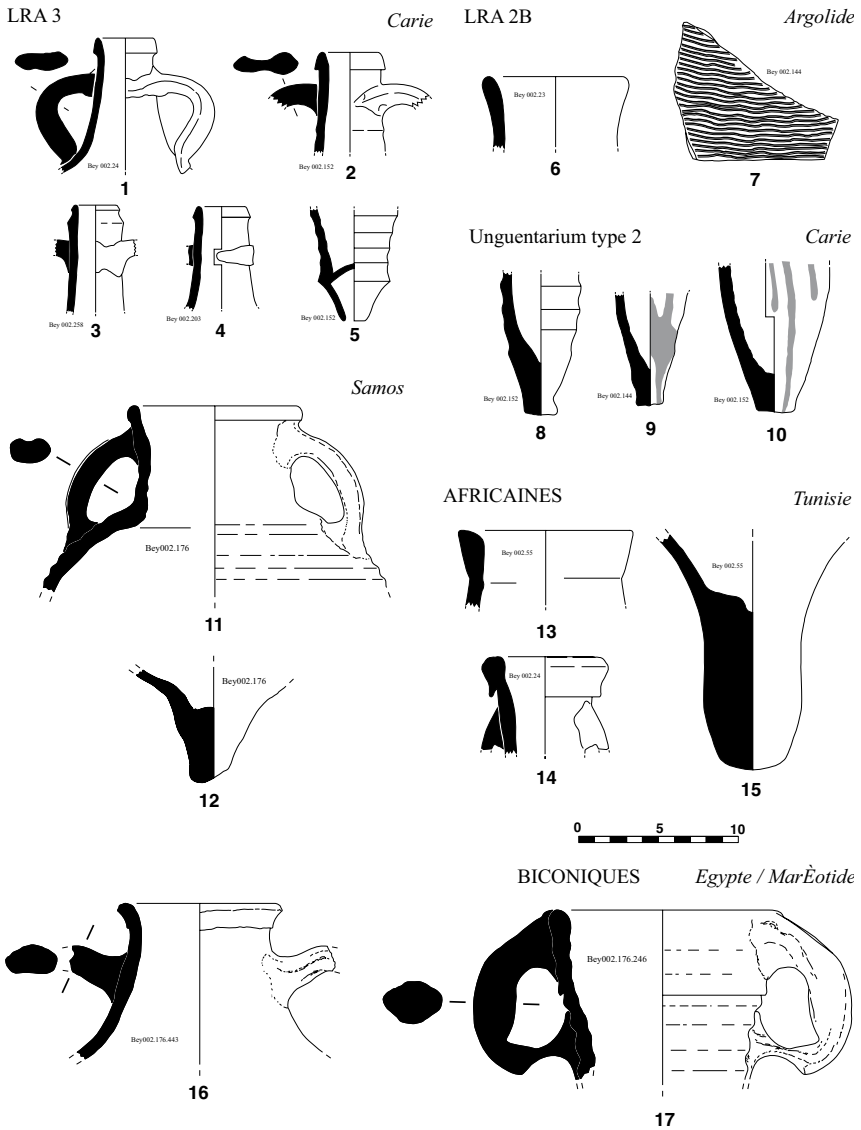 LRA 3
Carie
Bey 002.24
1
Bey 002.152
2
Bey 002.258
3
Bey 002.203
4
Bey 002.152
5
LRA 2B
Argolide
Bey 002.23
6
Bey 002.144
7
Unguentarium type 2
Carie
Bey 002.152
8
Bey 002.144
9
Bey 002.152
10
Samos
Bey002.176
11
Bey002.176
12
AFRICAINES
Tunisie
Bey 002.55
13
Bey 002.24
14
Bey 002.55
15
0 5 10
Bey002.176.443
16
BICONIQUES
Egypte / MarÈotide
Bey002.176.246
17